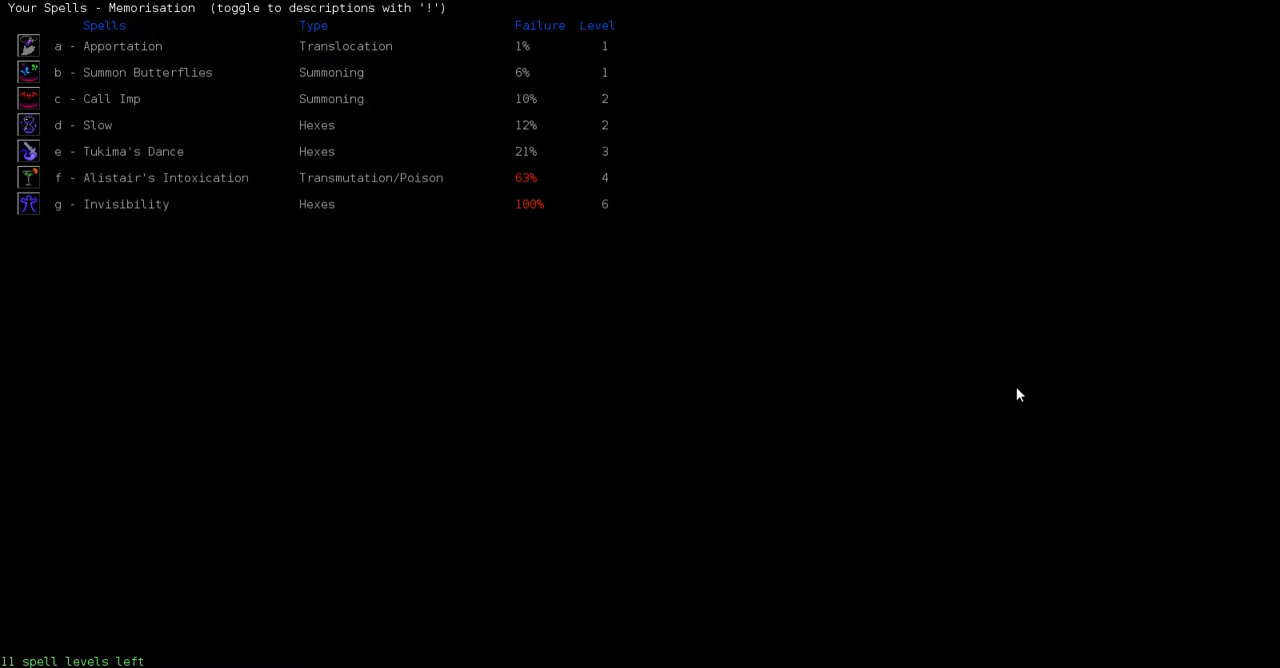 Your Spells - Memorisation  (toggle to descriptions with '!')
Spells Type Failure Level
a - Apportation Translocation 1% 1
b - Summon Butterflies Summoning 6% 1
c - Call Imp Summoning 10% 2
d - Slow Hexes 12% 2
e - Tukima's Dance Hexes 21% 3
f - Alistair's Intoxication Transmutation/Poison 63% 4
g - Invisibility Hexes 100% 6
11 spell levels left